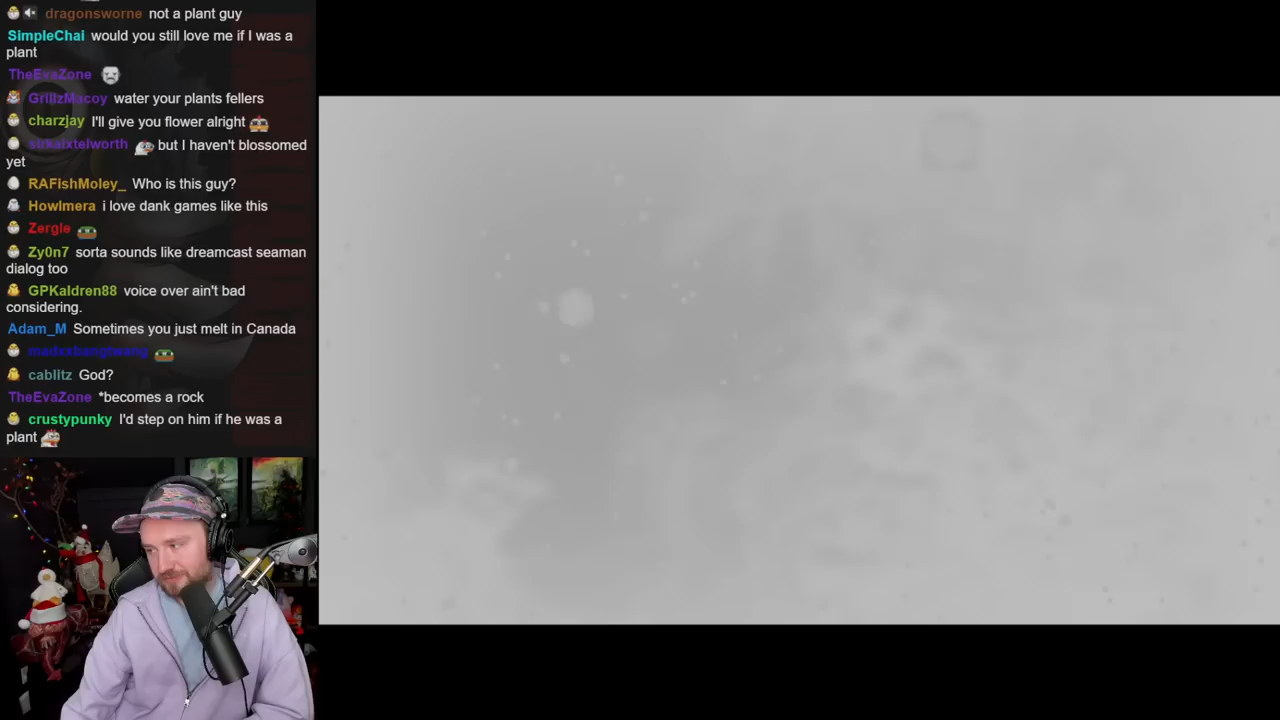 dragonsworne not a plant guy
SimpleChai would you still love me if I was a
plant
TheEvaZone
GrillzMacoy water your plants fellers
charzjay I'll give you flower alright
sirkaixtelworth but I haven't blossomed
yet
RAFIshMoley_ Who is this guy?
Howlmera i love dank games like this
Zergie
Zy0n7 sorta sounds like dreamcast seaman
dialog too
GPKaldren88 voice over ain't bad
considering.
Adam_M Sometimes you just melt in Canada
cablitz God?
TheEvaZone *becomes a rock
crustypunky I'd step on him if he was a
plant